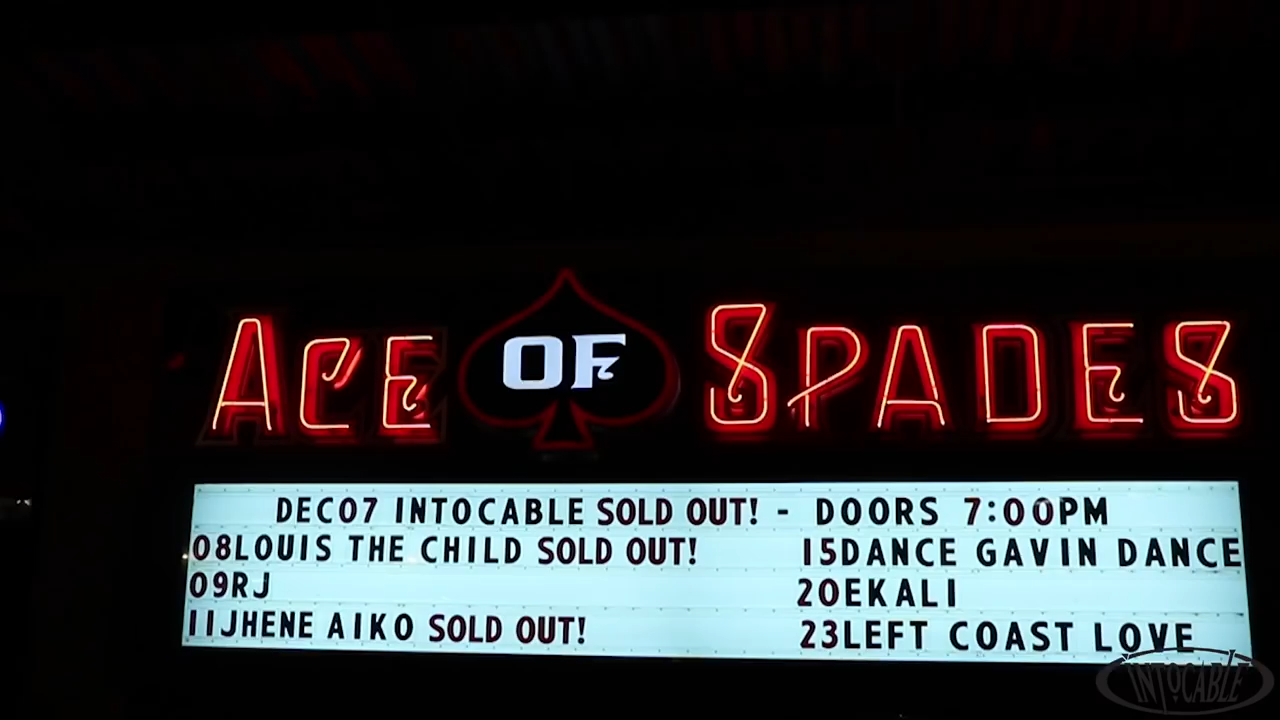 ACE OF SPADES
DEC07 INTOCABLE SOLD OUT! - DOORS 7:00PM
08LOUIS THE CHILD SOLD OUT!
15DANCE GAVIN DANCE
09RJ
20EKALI
11JHENE AIKO SOLD OUT!
23LEFT COAST LOVE
INTOCABLE